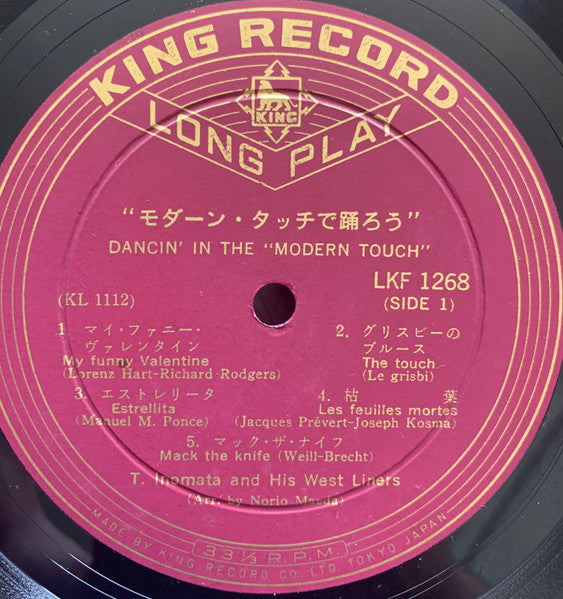 KING RECORD
KING
LONG PLAY
“モダーン・タッチで踊ろう”
DANCIN' IN THE "MODERN TOUCH"
LKF 1268
(KL 1112)
(SIDE 1)
1. マイ・ファニー・
ヴァレンタイン
My funny Valentine
(Lorenz Hart-Richard Rodgers)
2. グリスビーの
ブルース
The touch
(Le grisbi)
3. エストレリータ
Estrellita
(Manuel M. Ponce)
4. 枯 葉
Les feuilles mortes
(Jacques Prévert-Joseph Kosma)
5. マック・ザ・ナイフ
Mack the knife (Weill-Brecht)
T. Inomata and His West Liners
(Arr. by Norio Maeda)
33⅓ R.P.M.
MADE BY KING RECORD CO. LTD. TOKYO JAPAN